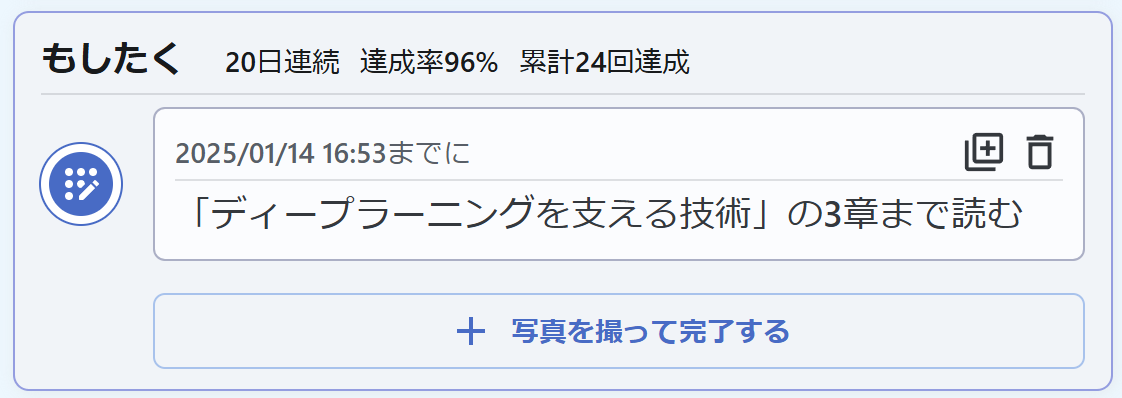 もしたく 20日連続 達成率96% 累計24回達成
2025/01/14 16:53までに
「ディープラーニングを支える技術」の3章まで読む
写真を撮って完了する